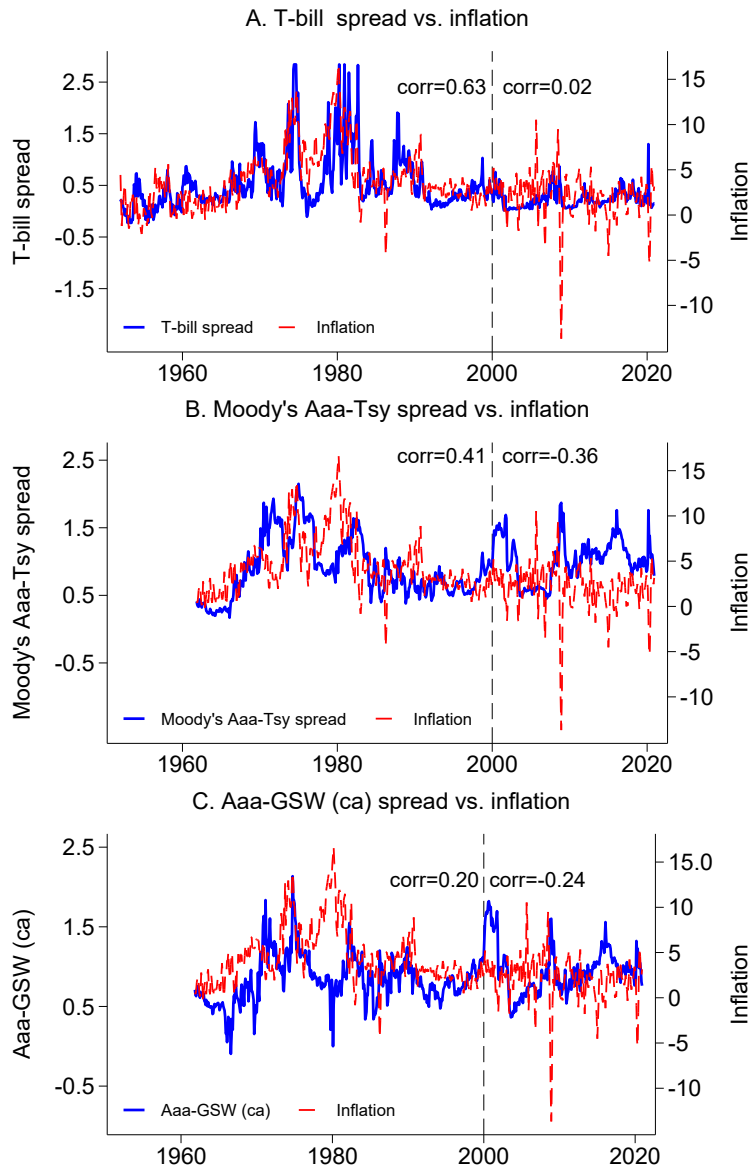 A. T-bill spread vs. inflation
corr=0.63 corr=0.02
2.5
1.5
0.5
-0.5
-1.5
T-bill spread
15
10
5
0
-5
-10
Inflation
T-bill spread Inflation
1960 1980 2000 2020
B. Moody's Aaa-Tsy spread vs. inflation
corr=0.41 corr=-0.36
2.5
1.5
0.5
-0.5
Moody's Aaa-Tsy spread
15
10
5
0
-5
-10
Inflation
Moody's Aaa-Tsy spread Inflation
1960 1980 2000 2020
C. Aaa-GSW (ca) spread vs. inflation
corr=0.20 corr=-0.24
2.5
1.5
0.5
-0.5
Aaa-GSW (ca)
15.0
10
5
0
-5
-10
Inflation
Aaa-GSW (ca) Inflation
1960 1980 2000 2020